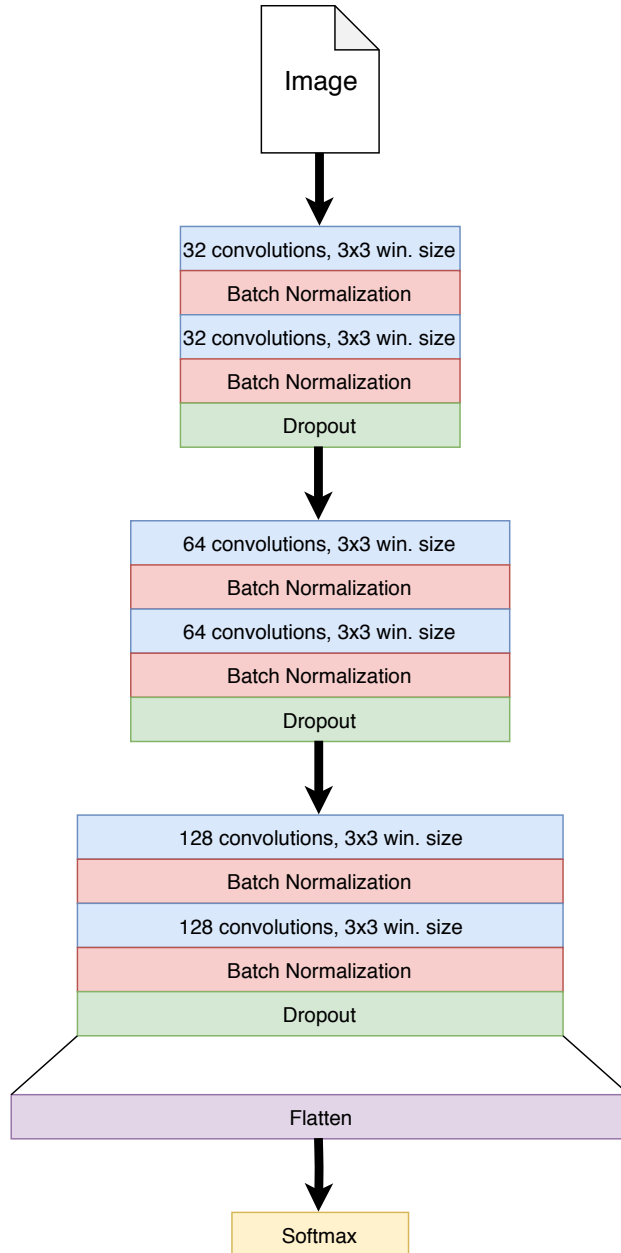 Image
32 convolutions, 3x3 win. size
Batch Normalization
32 convolutions, 3x3 win. size
Batch Normalization
Dropout
64 convolutions, 3x3 win. size
Batch Normalization
64 convolutions, 3x3 win. size
Batch Normalization
Dropout
128 convolutions, 3x3 win. size
Batch Normalization
128 convolutions, 3x3 win. size
Batch Normalization
Dropout
Flatten
Softmax